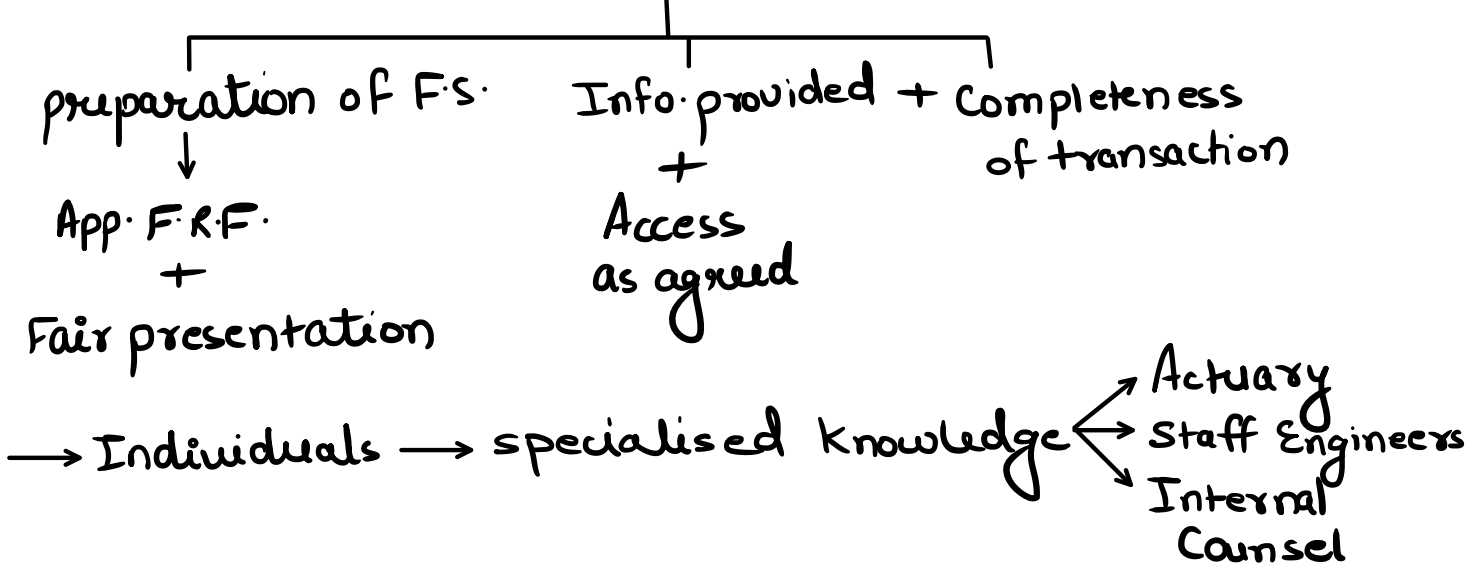 preparation of F.S. Info. provided + Completeness
of transaction
↓ +
App. F.R.F. Access
+ as agreed
Fair presentation
→ Individuals → specialised knowledge → Actuary
→ Staff Engineers
→ Internal
Counsel